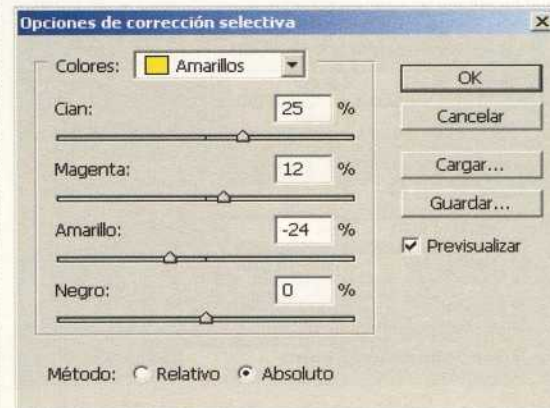 Opciones de corrección selectiva
Colores: Amarillos
OK
Cian: 25 %
Cancelar
Magenta: 12 %
Cargar...
Guardar...
Amarillo: -24 %
Previsualizar
Negro: 0 %
Método: Relativo Absoluto